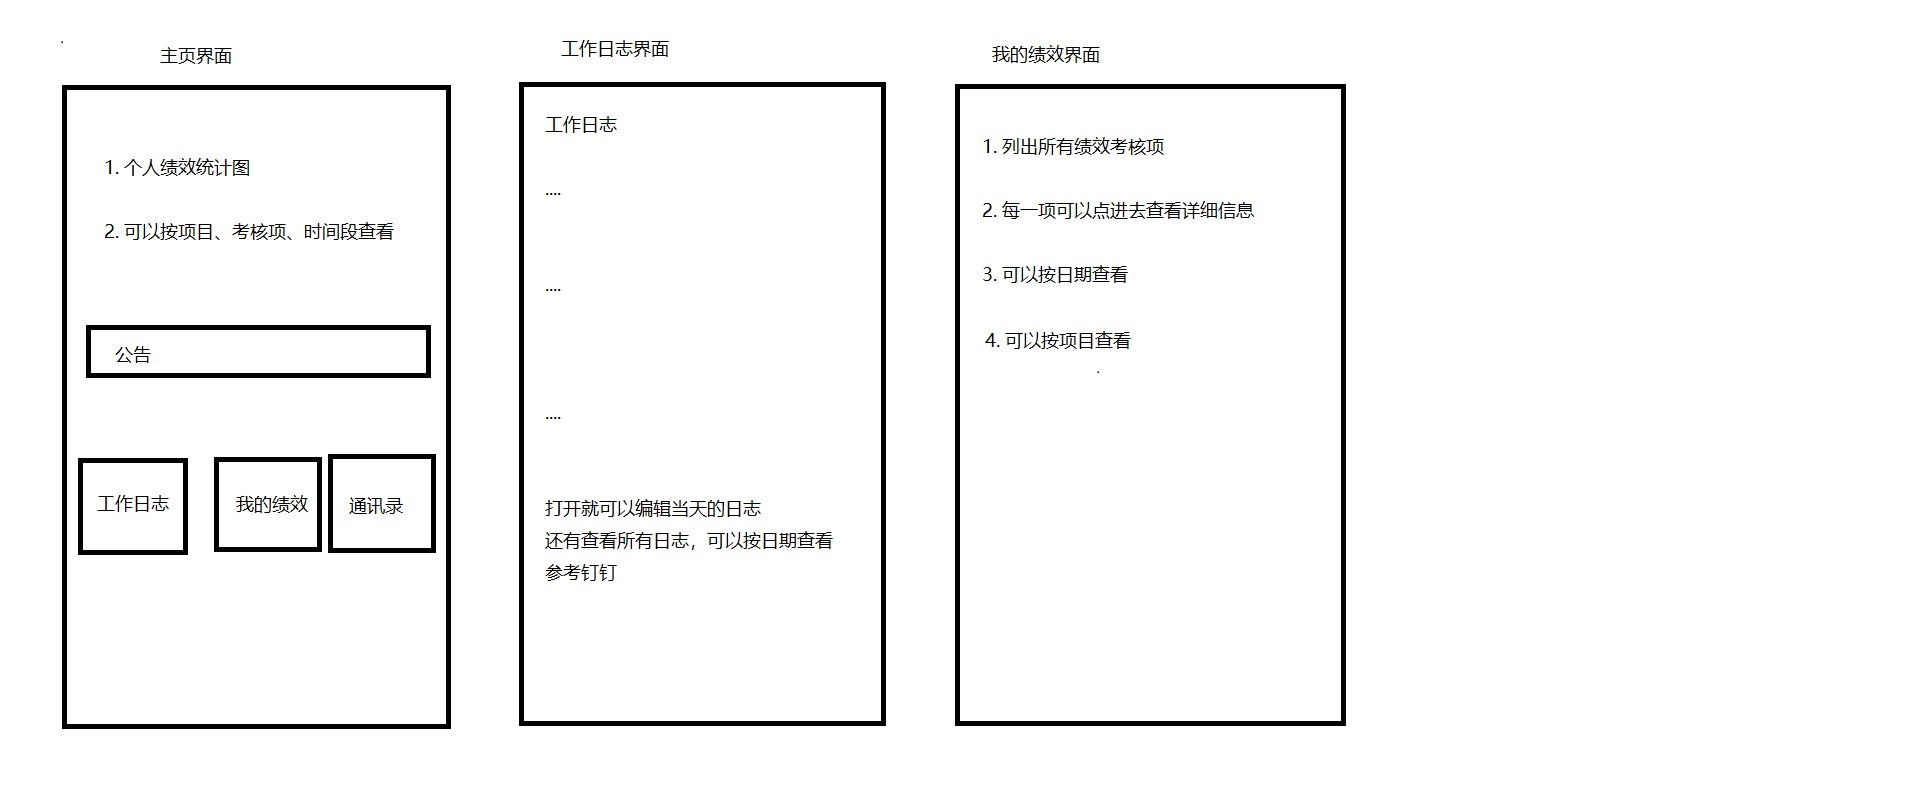 主页界面
1. 个人绩效统计图
2. 可以按项目、考核项、时间段查看
公告
工作日志
我的绩效
通讯录
工作日志界面
工作日志
....
....
....
打开就可以编辑当天的日志
还有查看所有日志，可以按日期查看
参考钉钉
我的绩效界面
1. 列出所有绩效考核项
2. 每一项可以点进去查看详细信息
3. 可以按日期查看
4. 可以按项目查看